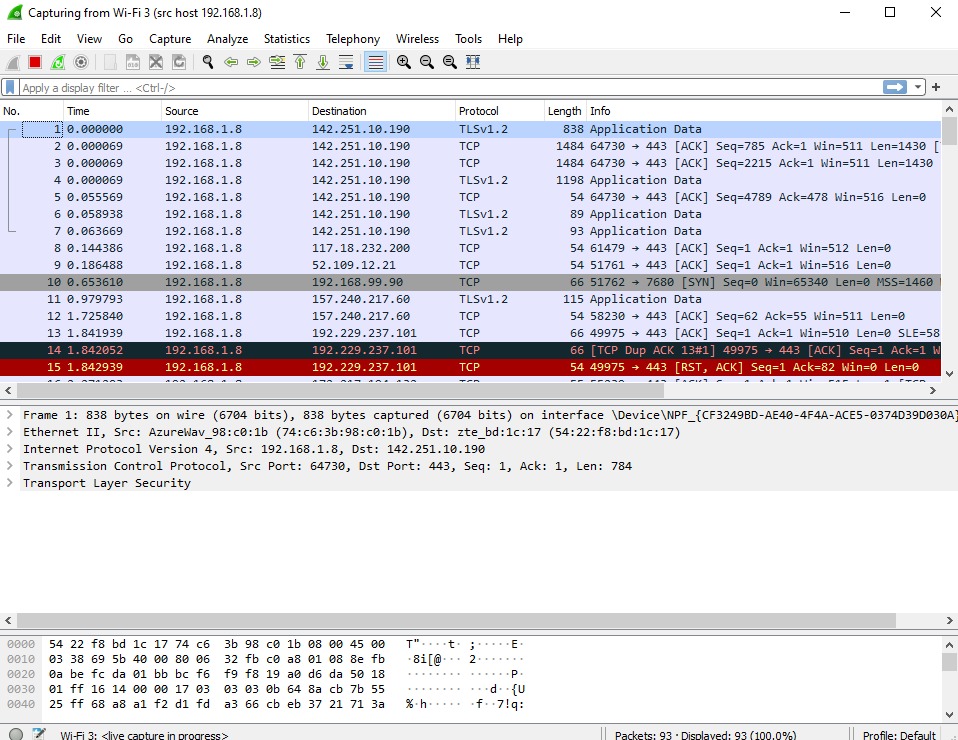 Capturing from Wi-Fi 3 (src host 192.168.1.8)
File Edit View Go Capture Analyze Statistics Telephony Wireless Tools Help
Apply a display filter ... <Ctrl-/>
No. Time Source Destination Protocol Length Info
1 0.000000 192.168.1.8 142.251.10.190 TLSv1.2 838 Application Data
2 0.000069 192.168.1.8 142.251.10.190 TCP 1484 64730 → 443 [ACK] Seq=785 Ack=1 Win=511 Len=1430 [
3 0.000069 192.168.1.8 142.251.10.190 TCP 1484 64730 → 443 [ACK] Seq=2215 Ack=1 Win=511 Len=1430
4 0.000069 192.168.1.8 142.251.10.190 TLSv1.2 1198 Application Data
5 0.055569 192.168.1.8 142.251.10.190 TCP 54 64730 → 443 [ACK] Seq=4789 Ack=478 Win=516 Len=0
6 0.058938 192.168.1.8 142.251.10.190 TLSv1.2 89 Application Data
7 0.063669 192.168.1.8 142.251.10.190 TLSv1.2 93 Application Data
8 0.144386 192.168.1.8 117.18.232.200 TCP 54 61479 → 443 [ACK] Seq=1 Ack=1 Win=512 Len=0
9 0.186488 192.168.1.8 52.109.12.21 TCP 54 51761 → 443 [ACK] Seq=1 Ack=1 Win=516 Len=0
10 0.653610 192.168.1.8 192.168.99.90 TCP 66 51762 → 7680 [SYN] Seq=0 Win=65340 Len=0 MSS=1460
11 0.979793 192.168.1.8 157.240.217.60 TLSv1.2 115 Application Data
12 1.725840 192.168.1.8 157.240.217.60 TCP 54 58230 → 443 [ACK] Seq=62 Ack=55 Win=511 Len=0
13 1.841939 192.168.1.8 192.229.237.101 TCP 66 49975 → 443 [ACK] Seq=1 Ack=1 Win=510 Len=0 SLE=58
14 1.842052 192.168.1.8 192.229.237.101 TCP 66 [TCP Dup ACK 13#1] 49975 → 443 [ACK] Seq=1 Ack=1 W
15 1.842939 192.168.1.8 192.229.237.101 TCP 54 49975 → 443 [RST, ACK] Seq=1 Ack=82 Win=0 Len=0
Frame 1: 838 bytes on wire (6704 bits), 838 bytes captured (6704 bits) on interface \Device\NPF_{CF3249BD-AE40-4F4A-ACE5-0374D39D030A}
Ethernet II, Src: AzureWav_98:c0:1b (74:c6:3b:98:c0:1b), Dst: zte_bd:1c:17 (54:22:f8:bd:1c:17)
Internet Protocol Version 4, Src: 192.168.1.8, Dst: 142.251.10.190
Transmission Control Protocol, Src Port: 64730, Dst Port: 443, Seq: 1, Ack: 1, Len: 784
Transport Layer Security
0000 54 22 f8 bd 1c 17 74 c6 3b 98 c0 1b 08 00 45 00 T"····t· ;·····E·
0010 03 38 69 5b 40 00 80 06 32 fb c0 a8 01 08 8e fb ·8i[@··· 2·······
0020 0a be fc da 01 bb bc f6 f9 f8 19 a0 d6 da 50 18 ········ ······P·
0030 01 ff 16 14 00 00 17 03 03 03 0b 64 8a cb 7b 55 ········ ···d··{U
0040 25 ff 68 a8 a1 f2 d1 fd a3 66 cb eb 37 21 71 3a %·h····· ·f··7!q:
Wi-Fi 3: <live capture in progress> Packets: 93 · Displayed: 93 (100.0%) Profile: Default